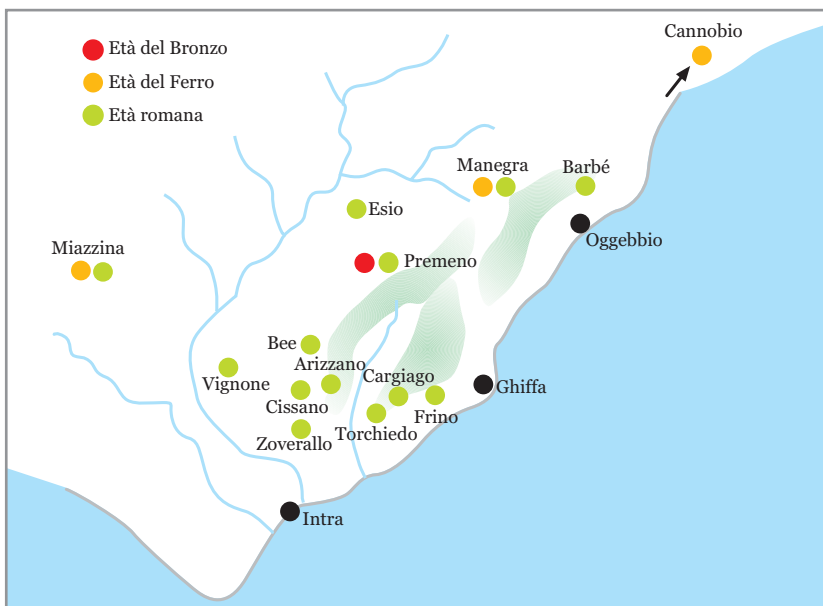 Cannobio
Età del Bronzo
Età del Ferro
Età romana
Manegra
Barbé
Esio
Oggebbio
Miazzina
Premeno
Bee
Arizzano
Vignone
Cargiago
Ghiffa
Cissano
Frino
Torchiedo
Zoverallo
Intra